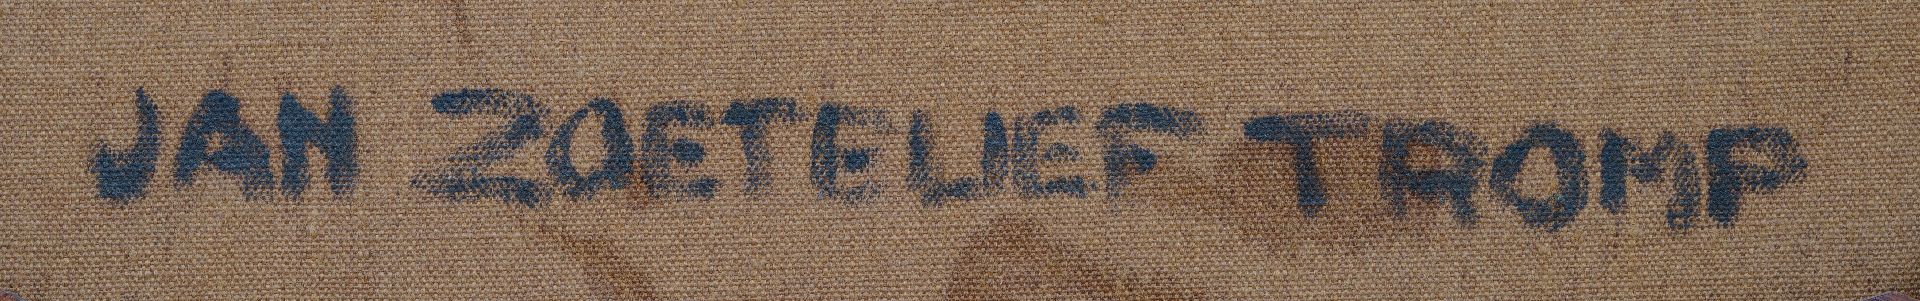 JAN ZOETELIEF TROMP